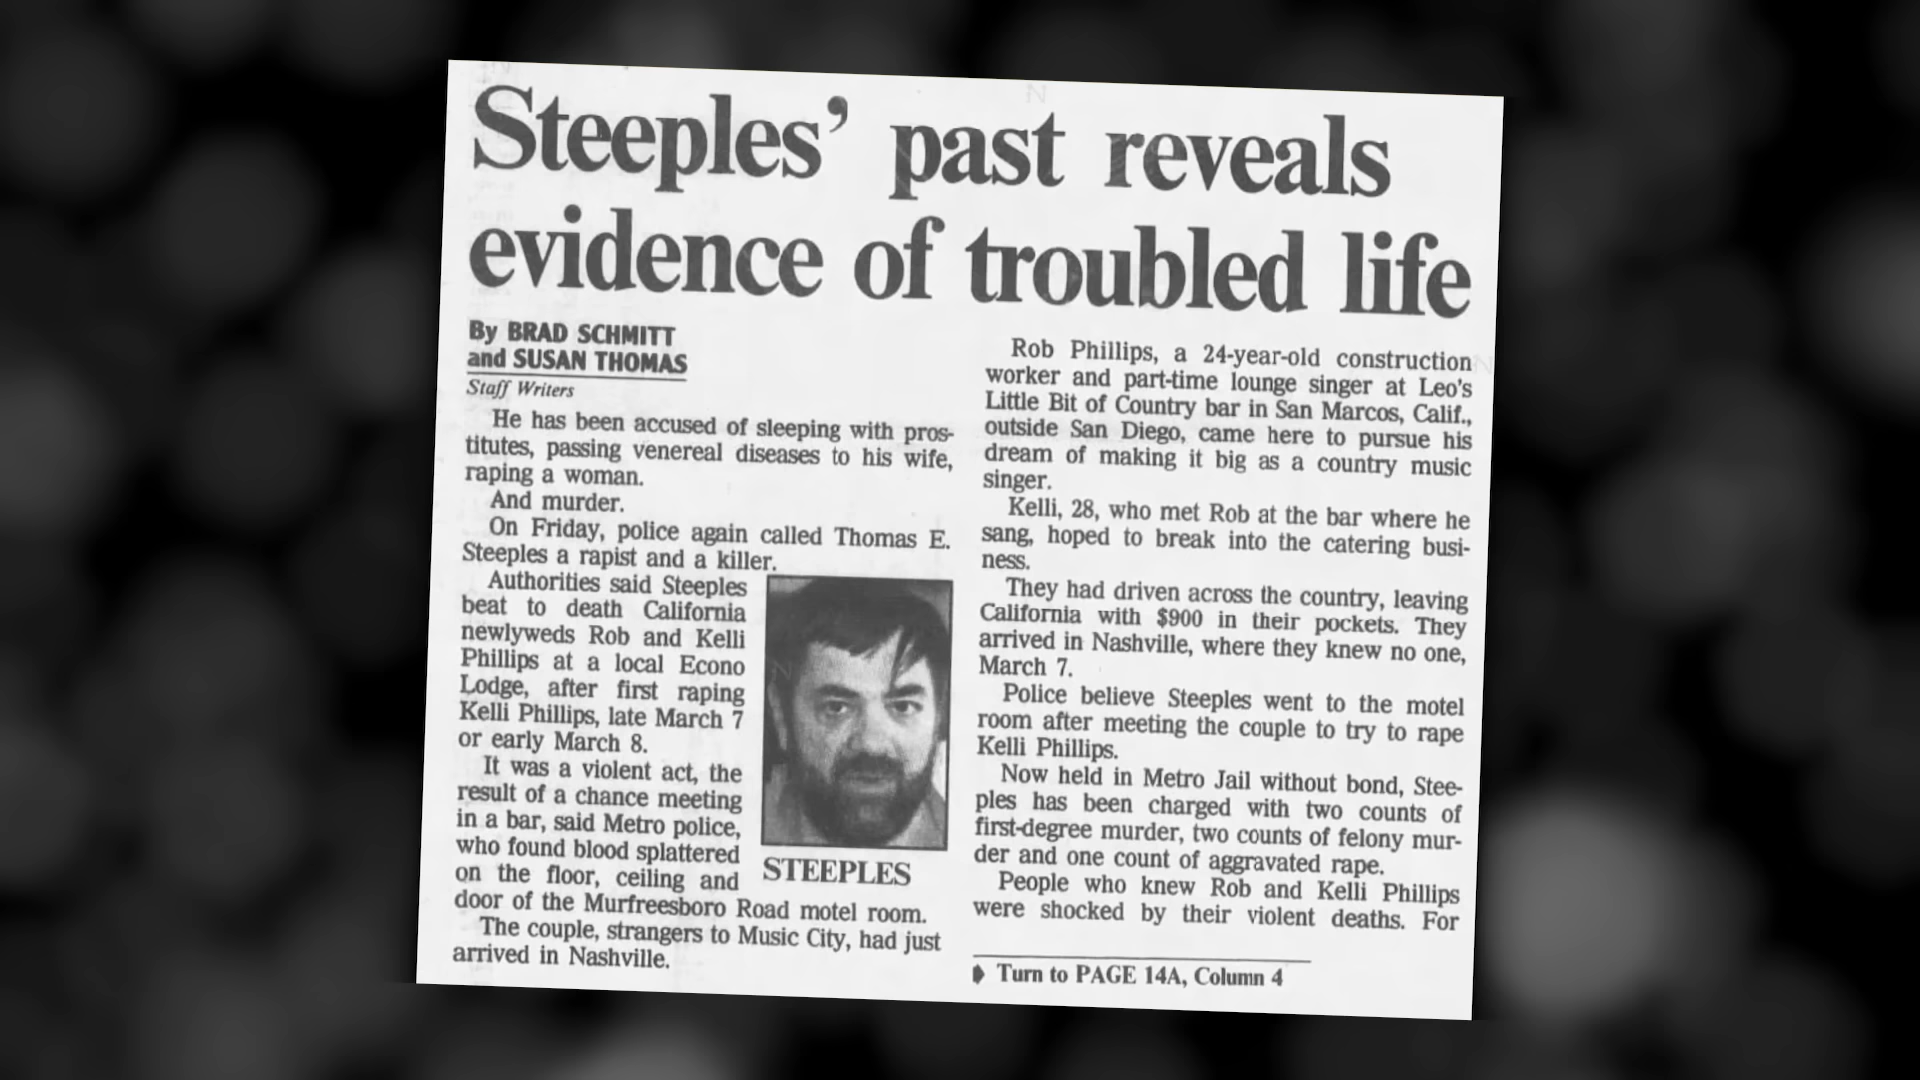 Steeples’ past reveals
evidence of troubled life
By BRAD SCHMITT
and SUSAN THOMAS
Staff Writers
He has been accused of sleeping with pros-
titutes, passing venereal diseases to his wife,
raping a woman.
And murder.
On Friday, police again called Thomas E.
Steeples a rapist and a killer.
Authorities said Steeples
beat to death California
newlyweds Rob and Kelli
Phillips at a local Econo
Lodge, after first raping
Kelli Phillips, late March 7
or early March 8.
It was a violent act, the
result of a chance meeting
in a bar, said Metro police,
who found blood splattered
on the floor, ceiling and
door of the Murfreesboro Road motel room.
The couple, strangers to Music City, had just
arrived in Nashville.
STEEPLES
Rob Phillips, a 24-year-old construction
worker and part-time lounge singer at Leo's
Little Bit of Country bar in San Marcos, Calif.,
outside San Diego, came here to pursue his
dream of making it big as a country music
singer.
Kelli, 28, who met Rob at the bar where he
sang, hoped to break into the catering busi-
ness.
They had driven across the country, leaving
California with $900 in their pockets. They
arrived in Nashville, where they knew no one,
March 7.
Police believe Steeples went to the motel
room after meeting the couple to try to rape
Kelli Phillips.
Now held in Metro Jail without bond, Stee-
ples has been charged with two counts of
first-degree murder, two counts of felony mur-
der and one count of aggravated rape.
People who knew Rob and Kelli Phillips
were shocked by their violent deaths. For
Turn to PAGE 14A, Column 4